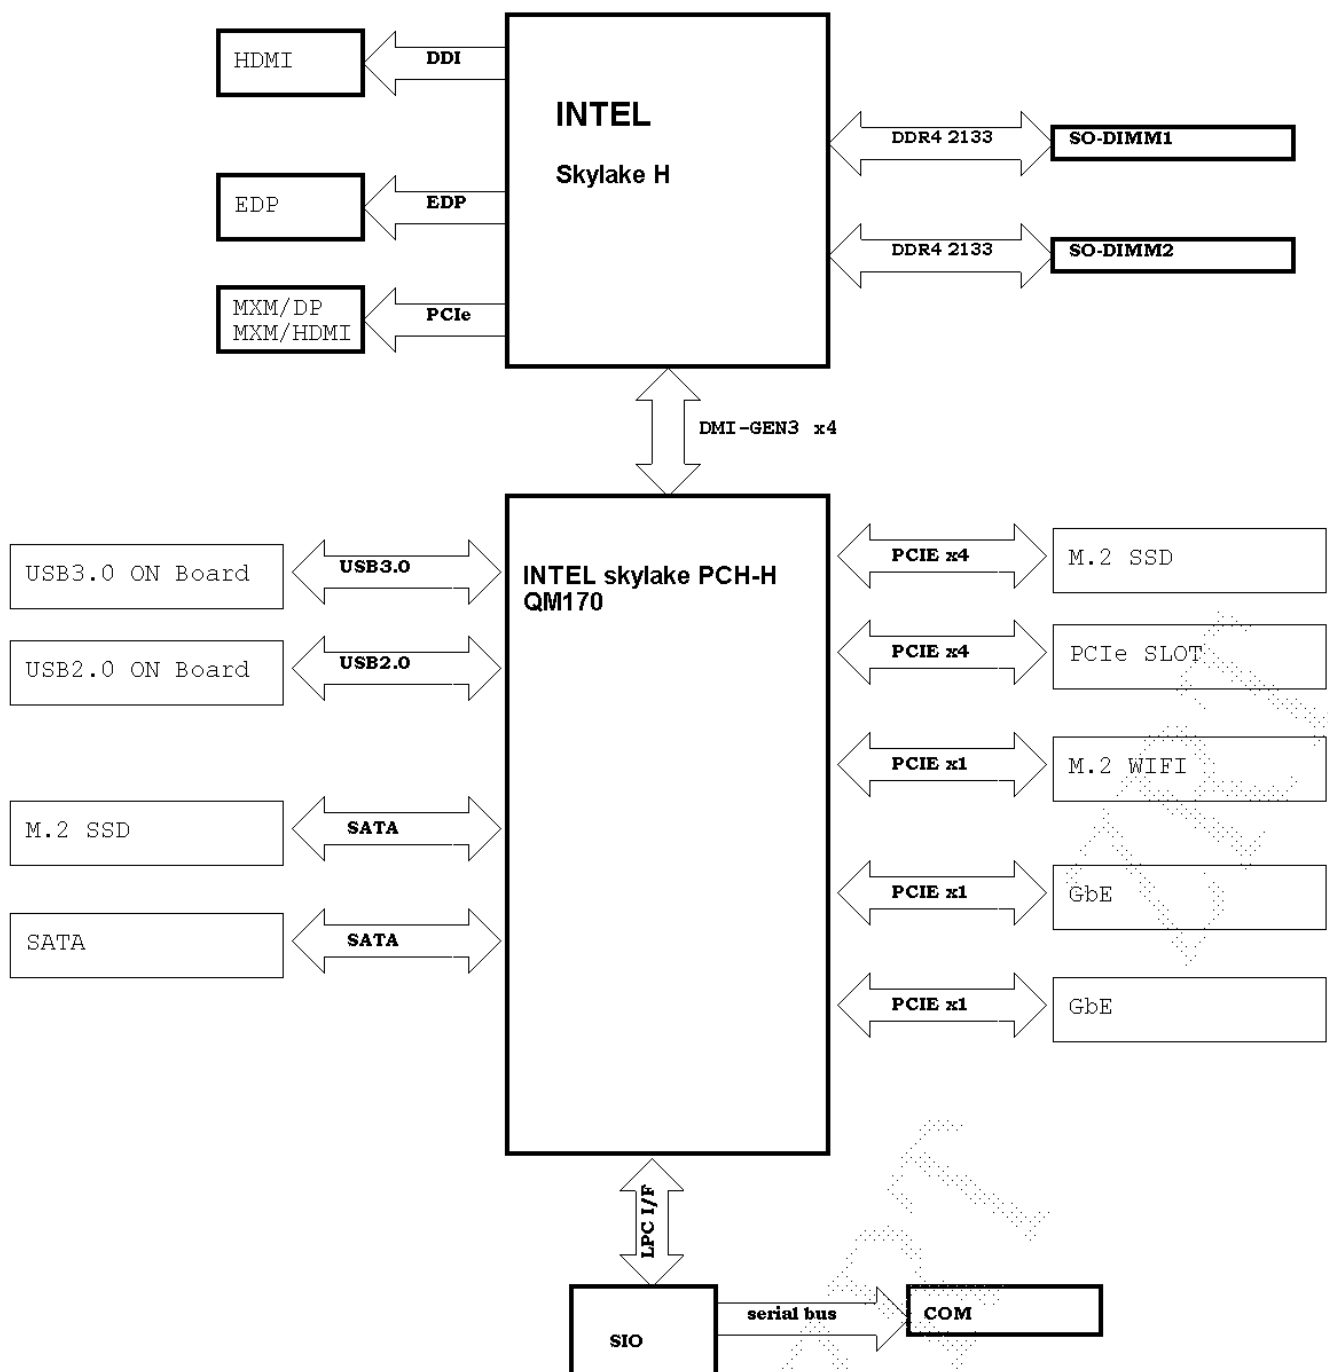 HDMI
DDI
INTEL
Skylake H
DDR4 2133
SO-DIMM1
EDP
EDP
DDR4 2133
SO-DIMM2
MXM/DP
MXM/HDMI
PCIe
DMI-GEN3 x4
USB3.0 ON Board
USB3.0
INTEL skylake PCH-H
QM170
PCIE x4
M.2 SSD
USB2.0 ON Board
USB2.0
PCIE x4
PCIe SLOT
PCIE x1
M.2 WIFI
M.2 SSD
SATA
PCIE x1
GbE
SATA
SATA
PCIE x1
GbE
LPC I/F
SIO
serial bus
COM